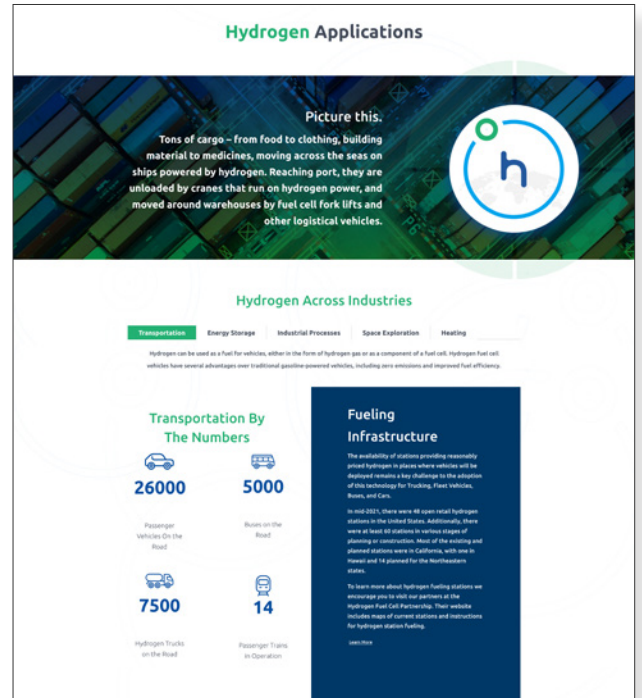 Hydrogen Applications
Picture this.
Tons of cargo – from food to clothing, building
material to medicines, moving across the seas on
ships powered by hydrogen. Reaching port, they are
unloaded by cranes that run on hydrogen power, and
moved around warehouses by fuel cell fork lifts and
other logistical vehicles.
h
Hydrogen Across Industries
Transportation Energy Storage Industrial Processes Space Exploration Heating
Hydrogen can be used as a fuel for vehicles, either in the form of hydrogen gas or as a component of a fuel cell. Hydrogen fuel cell
vehicles have several advantages over traditional gasoline-powered vehicles, including zero emissions and improved fuel efficiency.
Transportation By
The Numbers
26000
Passenger
Vehicles On the
Road
5000
Buses on the
Road
7500
Hydrogen Trucks
on the Road
14
Passenger Trains
in Operation
Fueling
Infrastructure
The availability of stations providing reasonably
priced hydrogen in places where vehicles will be
deployed remains a key challenge to the adoption
of this technology for Trucking, Fleet Vehicles,
Buses, and Cars.
In mid-2021, there were 48 open retail hydrogen
stations in the United States. Additionally, there
were at least 60 stations in various stages of
planning or construction. Most of the existing and
planned stations were in California, with one in
Hawaii and 14 planned for the Northeastern
states.
To learn more about hydrogen fueling stations we
encourage you to visit our partners at the
Hydrogen Fuel Cell Partnership. Their website
includes maps of current stations and instructions
for hydrogen station fueling.
Learn More